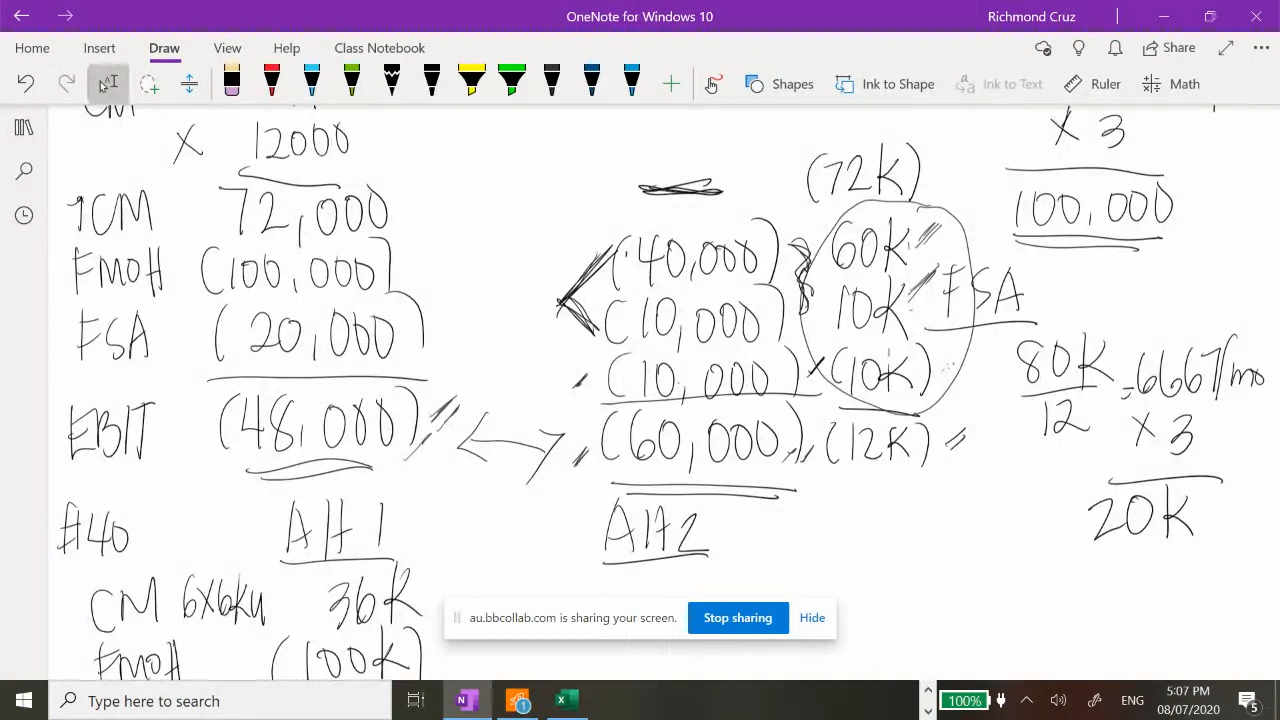 OneNote for Windows 10
Richmond Cruz
Home Insert Draw View Help Class Notebook
Share
Shapes
Ink to Shape
Ink to Text
Ruler
Math
CM
X 12000
TCM 72,000
FMOH (100,000)
FSA (20,000)
EBIT (48,000)
(72K)
(40,000) 60K
(10,000) 10K FSA
(10,000) (10K)
(60,000) (12K)
Alt 2
X 3
100,000
80K
12
=6667/mo
X 3
20K
#40 Alt 1
CM 6X6Ku 36K
FMOH (100K)
au.bbcollab.com is sharing your screen.
Stop sharing
Hide
Type here to search
1
100%
ENG
5:07 PM
08/07/2020
5